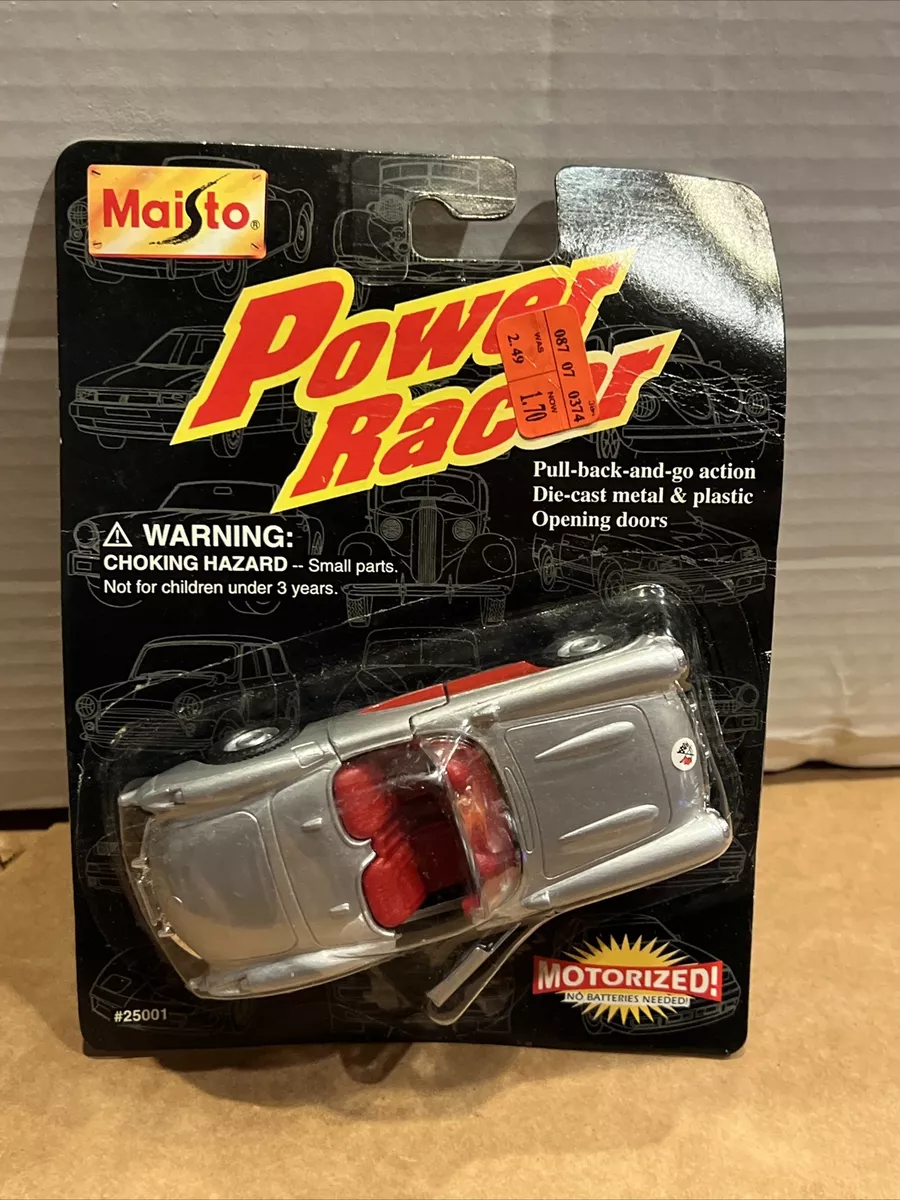 Maisto®
Power
Racer
087 07 0374
WAS NOW
2.49 1.70
Pull-back-and-go action
Die-cast metal & plastic
Opening doors
WARNING:
CHOKING HAZARD -- Small parts.
Not for children under 3 years.
MOTORIZED!
NO BATTERIES NEEDED!
#25001